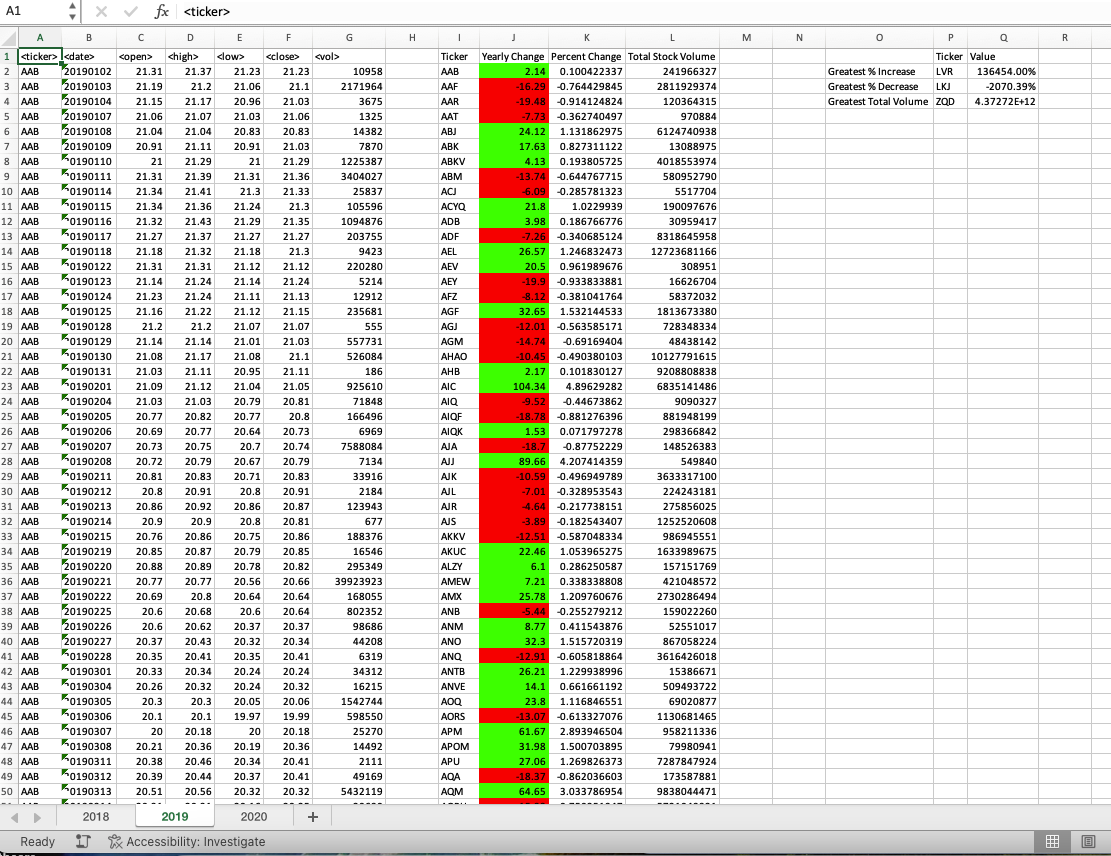 A1 fx <ticker>
A B C D E F G H I J K L M N O P Q R
1 <ticker> <date> <open> <high> <low> <close> <vol> Ticker Yearly Change Percent Change Total Stock Volume Ticker Value
2 AAB 20190102 21.31 21.37 21.23 21.23 10958 AAB 2.14 0.100422337 241966327 Greatest % Increase LVR 136454.00%
3 AAB 20190103 21.19 21.2 21.06 21.1 2171964 AAF -16.29 -0.764429845 2811929374 Greatest % Decrease LKJ -2070.39%
4 AAB 20190104 21.15 21.17 20.96 21.03 3675 AAR -19.48 -0.914124824 120364315 Greatest Total Volume ZQD 4.37272E+12
5 AAB 20190107 21.06 21.07 21.03 21.06 1325 AAT -7.73 -0.362740497 970884
6 AAB 20190108 21.04 21.04 20.83 20.83 14382 ABJ 24.12 1.131862975 6124740938
7 AAB 20190109 20.91 21.11 20.91 21.03 7870 ABK 17.63 0.827311122 13088975
8 AAB 20190110 21 21.29 21 21.29 1225387 ABKV 4.13 0.193805725 4018553974
9 AAB 20190111 21.31 21.39 21.31 21.36 3404027 ABM -13.74 -0.644767715 580952790
10 AAB 20190114 21.34 21.41 21.3 21.33 25837 ACJ -6.09 -0.285781323 5517704
11 AAB 20190115 21.34 21.36 21.24 21.3 105596 ACYQ 21.8 1.0229939 190097676
12 AAB 20190116 21.32 21.43 21.29 21.35 1094876 ADB 3.98 0.186766776 30959417
13 AAB 20190117 21.27 21.37 21.27 21.27 203755 ADF -7.26 -0.340685124 8318645958
14 AAB 20190118 21.18 21.32 21.18 21.3 9423 AEL 26.57 1.246832473 12723681166
15 AAB 20190122 21.31 21.31 21.12 21.12 220280 AEV 20.5 0.961989676 308951
16 AAB 20190123 21.14 21.24 21.14 21.24 5214 AEY -19.9 -0.933833881 16626704
17 AAB 20190124 21.23 21.24 21.11 21.13 12912 AFZ -8.12 -0.381041764 58372032
18 AAB 20190125 21.16 21.22 21.12 21.15 235681 AGF 32.65 1.532144533 1813673380
19 AAB 20190128 21.2 21.2 21.07 21.07 555 AGJ -12.01 -0.563585171 728348334
20 AAB 20190129 21.14 21.14 21.01 21.03 557731 AGM -14.74 -0.69169404 48438142
21 AAB 20190130 21.08 21.17 21.08 21.1 526084 AHAO -10.45 -0.490380103 10127791615
22 AAB 20190131 21.03 21.11 20.95 21.11 186 AHB 2.17 0.101830127 9208808838
23 AAB 20190201 21.09 21.12 21.04 21.05 925610 AIC 104.34 4.89629282 6835141486
24 AAB 20190204 21.03 21.03 20.79 20.81 71848 AIQ -9.52 -0.44673862 9090327
25 AAB 20190205 20.77 20.82 20.77 20.8 166496 AIQF -18.78 -0.881276396 881948199
26 AAB 20190206 20.69 20.77 20.64 20.73 6969 AIQK 1.53 0.071797278 298366842
27 AAB 20190207 20.73 20.75 20.7 20.74 7588084 AJA -18.7 -0.87752229 148526383
28 AAB 20190208 20.72 20.79 20.67 20.79 7134 AJJ 89.66 4.207414359 549840
29 AAB 20190211 20.81 20.83 20.71 20.83 33916 AJK -10.59 -0.496949789 3633317100
30 AAB 20190212 20.8 20.91 20.8 20.91 2184 AJL -7.01 -0.328953543 224243181
31 AAB 20190213 20.86 20.92 20.86 20.87 123943 AJR -4.64 -0.217738151 275856025
32 AAB 20190214 20.9 20.9 20.8 20.81 677 AJS -3.89 -0.182543407 1252520608
33 AAB 20190215 20.76 20.86 20.75 20.86 188376 AKKV -12.51 -0.587048334 986945551
34 AAB 20190219 20.85 20.87 20.79 20.85 16546 AKUC 22.46 1.053965275 1633989675
35 AAB 20190220 20.88 20.89 20.78 20.82 295349 ALZY 6.1 0.286250587 157151769
36 AAB 20190221 20.77 20.77 20.56 20.66 39923923 AMEW 7.21 0.338338808 421048572
37 AAB 20190222 20.69 20.8 20.64 20.64 168055 AMX 25.78 1.209760676 2730286494
38 AAB 20190225 20.6 20.68 20.6 20.64 802352 ANB -5.44 -0.255279212 159022260
39 AAB 20190226 20.6 20.62 20.37 20.37 98686 ANM 8.77 0.411543876 52551017
40 AAB 20190227 20.37 20.43 20.32 20.34 44208 ANO 32.3 1.515720319 867058224
41 AAB 20190228 20.35 20.41 20.35 20.41 6319 ANQ -12.91 -0.605818864 3616426018
42 AAB 20190301 20.33 20.34 20.24 20.24 34312 ANTB 26.21 1.229938996 15386671
43 AAB 20190304 20.26 20.32 20.24 20.32 16215 ANVE 14.1 0.661661192 509493772
44 AAB 20190305 20.3 20.3 20.05 20.06 1542744 AOQ 23.8 1.116846551 69020877
45 AAB 20190306 20.1 20.1 19.97 19.99 598550 AORS -13.07 -0.613327076 1130681465
46 AAB 20190307 20 20.18 20 20.18 25270 APM 61.67 2.893946504 958211336
47 AAB 20190308 20.21 20.36 20.19 20.36 14492 APOM 31.98 1.500703895 79980941
48 AAB 20190311 20.38 20.46 20.34 20.41 2111 APU 27.06 1.269826373 7287847924
49 AAB 20190312 20.39 20.44 20.37 20.41 49169 AQA -18.37 -0.862036603 173587881
50 AAB 20190313 20.51 20.56 20.32 20.32 5432119 AQM 64.65 3.033786954 9838044471
2018 2019 2020 +
Ready Accessibility: Investigate